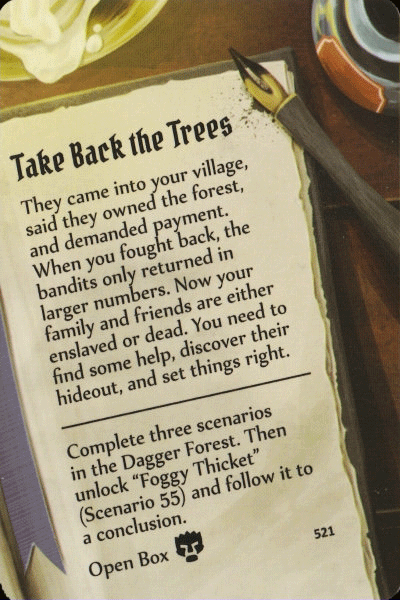 Take Back the Trees
They came into your village,
said they owned the forest,
and demanded payment.
When you fought back, the
bandits only returned in
larger numbers. Now your
family and friends are either
enslaved or dead. You need to
find some help, discover their
hideout, and set things right.
Complete three scenarios
in the Dagger Forest. Then
unlock “Foggy Thicket”
(Scenario 55) and follow it to
a conclusion.
Open Box
521